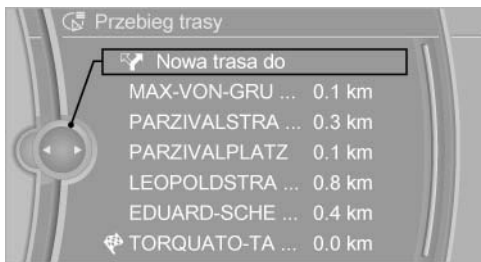 Przebieg trasy
Nowa trasa do
MAX-VON-GRU ... 0.1 km
PARZIVALSTRA ... 0.3 km
PARZIVALPLATZ 0.1 km
LEOPOLDSTRA ... 0.8 km
EDUARD-SCHE ... 0.4 km
TORQUATO-TA ... 0.0 km